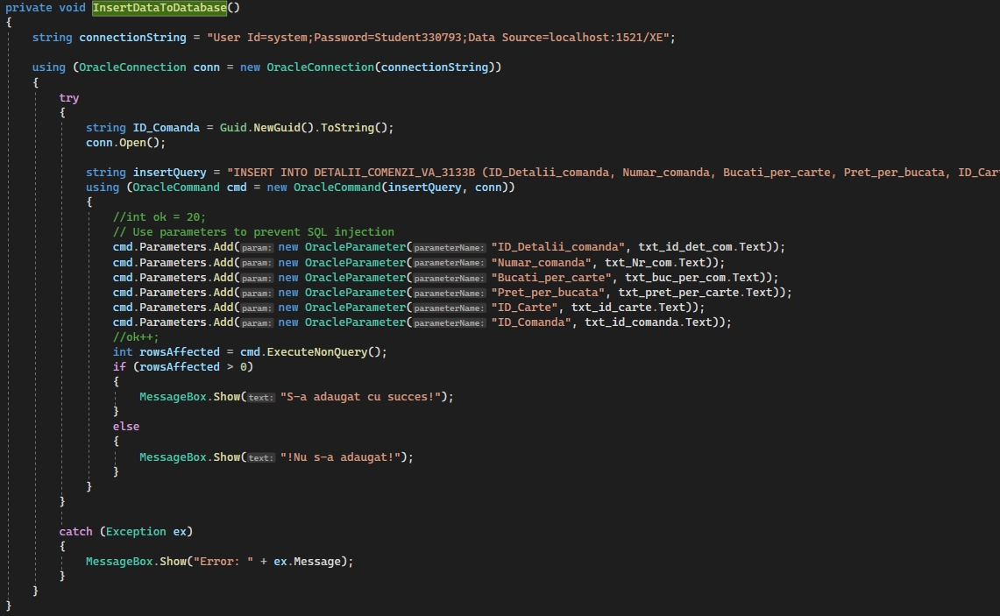 private void InsertDataToDatabase()
{
string connectionString = "User Id=system;Password=Student330793;Data Source=localhost:1521/XE";
using (OracleConnection conn = new OracleConnection(connectionString))
{
try
{
string ID_Comanda = Guid.NewGuid().ToString();
conn.Open();
string insertQuery = "INSERT INTO DETALII_COMENZI_VA_3133B (ID_Detalii_comanda, Numar_comanda, Bucati_per_carte, Pret_per_bucata, ID_Car
using (OracleCommand cmd = new OracleCommand(insertQuery, conn))
{
//int ok = 20;
// Use parameters to prevent SQL injection
cmd.Parameters.Add(param: new OracleParameter(parameterName: "ID_Detalii_comanda", txt_id_det_com.Text));
cmd.Parameters.Add(param: new OracleParameter(parameterName: "Numar_comanda", txt_Nr_com.Text));
cmd.Parameters.Add(param: new OracleParameter(parameterName: "Bucati_per_carte", txt_buc_per_com.Text));
cmd.Parameters.Add(param: new OracleParameter(parameterName: "Pret_per_bucata", txt_pret_per_carte.Text));
cmd.Parameters.Add(param: new OracleParameter(parameterName: "ID_Carte", txt_id_carte.Text));
cmd.Parameters.Add(param: new OracleParameter(parameterName: "ID_Comanda", txt_id_comanda.Text));
//ok++;
int rowsAffected = cmd.ExecuteNonQuery();
if (rowsAffected > 0)
{
MessageBox.Show(text: "S-a adaugat cu succes!");
}
else
{
MessageBox.Show(text: "!Nu s-a adaugat!");
}
}
}
catch (Exception ex)
{
MessageBox.Show("Error: " + ex.Message);
}
}
}